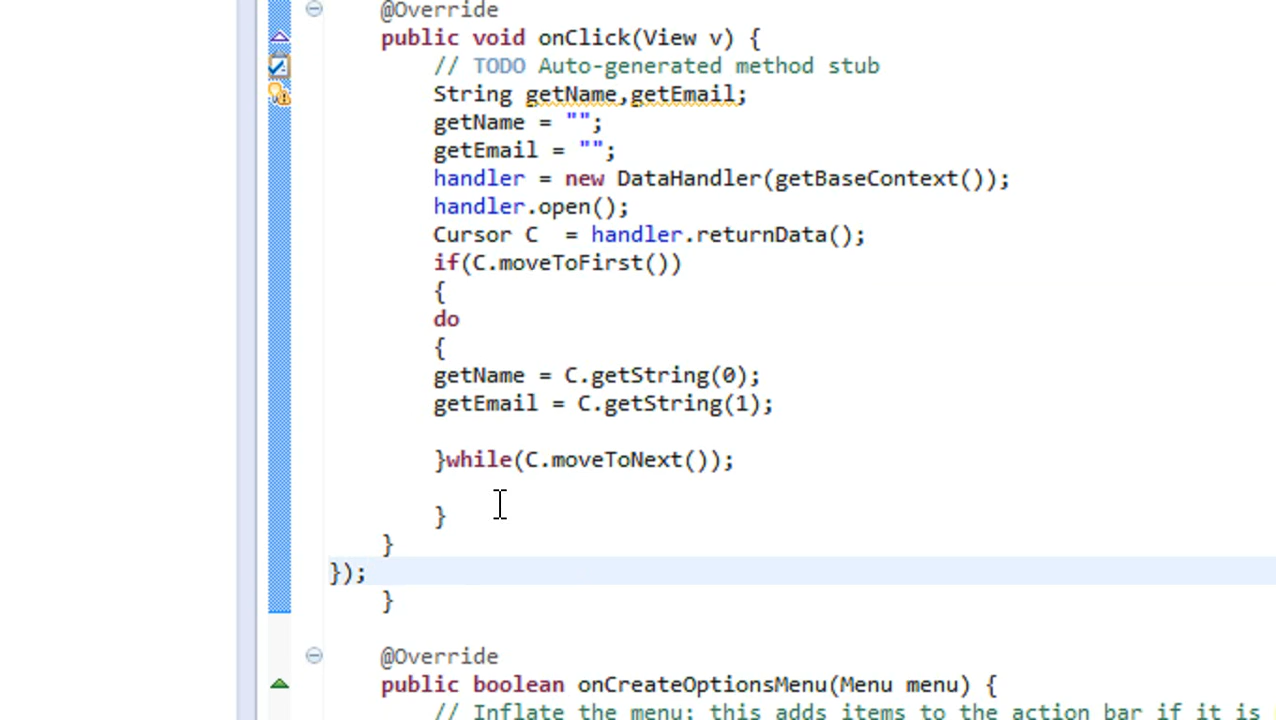 @Override
public void onClick(View v) {
// TODO Auto-generated method stub
String getName,getEmail;
getName = "";
getEmail = "";
handler = new DataHandler(getBaseContext());
handler.open();
Cursor C  = handler.returnData();
if(C.moveToFirst())
{
do
{
getName = C.getString(0);
getEmail = C.getString(1);
}while(C.moveToNext());
}
}
});
}
@Override
public boolean onCreateOptionsMenu(Menu menu) {
// Inflate the menu; this adds items to the action bar if it is